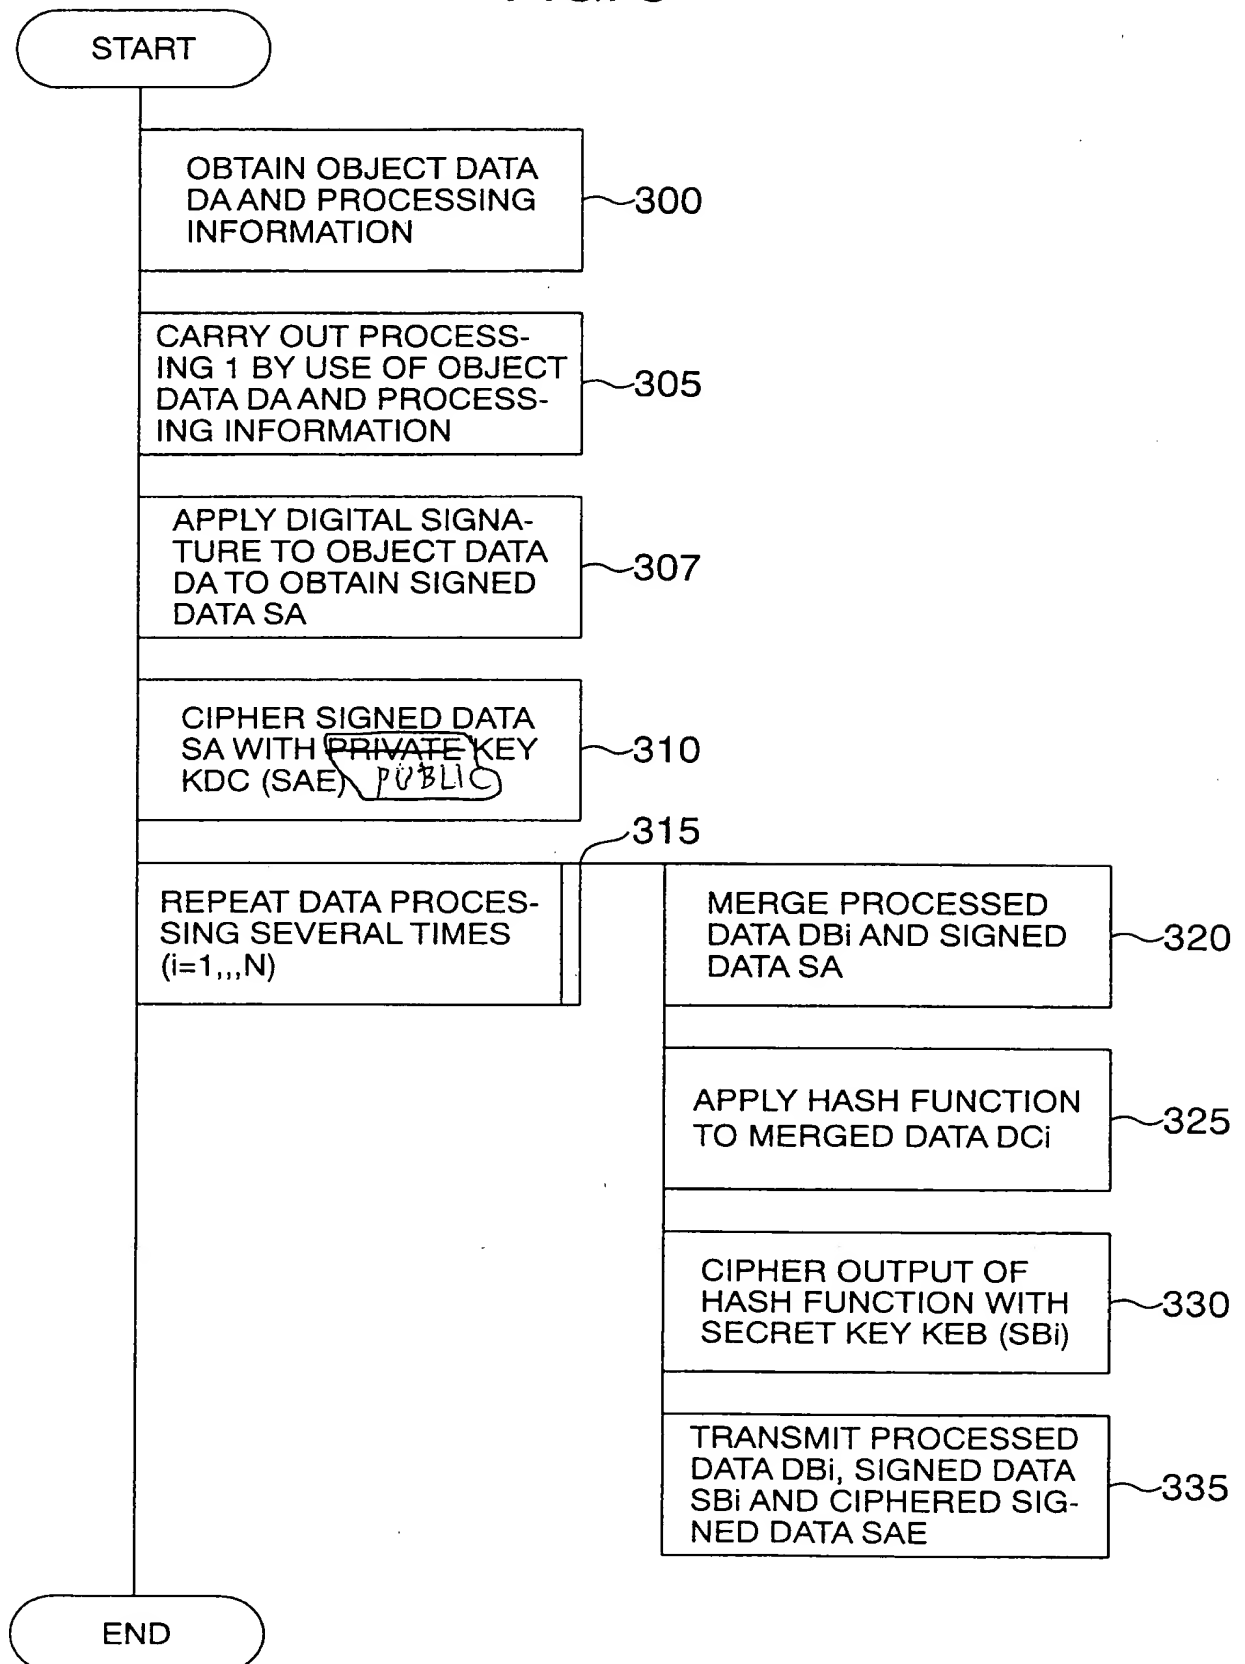 START
OBTAIN OBJECT DATA
DA AND PROCESSING
INFORMATION
300
CARRY OUT PROCESS-
ING 1 BY USE OF OBJECT
DATA DA AND PROCESS-
ING INFORMATION
305
APPLY DIGITAL SIGNA-
TURE TO OBJECT DATA
DA TO OBTAIN SIGNED
DATA SA
307
CIPHER SIGNED DATA
SA WITH PRIVATE KEY
KDC (SAE) PUBLIC
310
315
REPEAT DATA PROCES-
SING SEVERAL TIMES
(i=1,,,N)
MERGE PROCESSED
DATA DBi AND SIGNED
DATA SA
320
APPLY HASH FUNCTION
TO MERGED DATA DCi
325
CIPHER OUTPUT OF
HASH FUNCTION WITH
SECRET KEY KEB (SBi)
330
TRANSMIT PROCESSED
DATA DBi, SIGNED DATA
SBi AND CIPHERED SIG-
NED DATA SAE
335
END